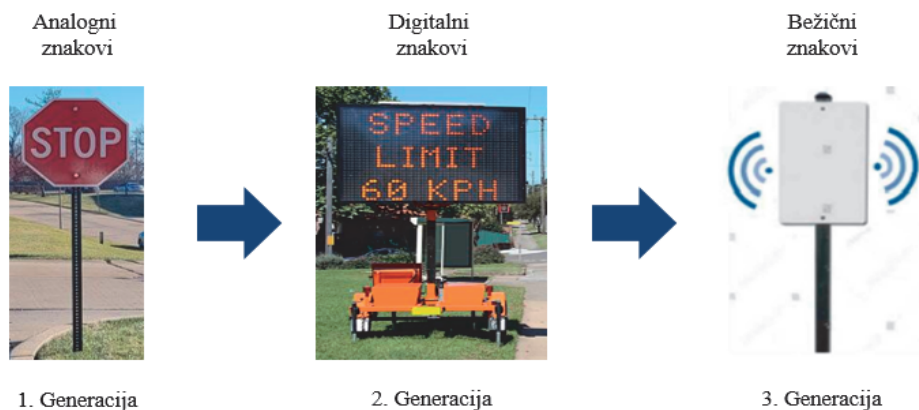 Analogni
znakovi
Digitalni
znakovi
Bežični
znakovi
STOP
SPEED
LIMIT
60 KPH
1. Generacija
2. Generacija
3. Generacija